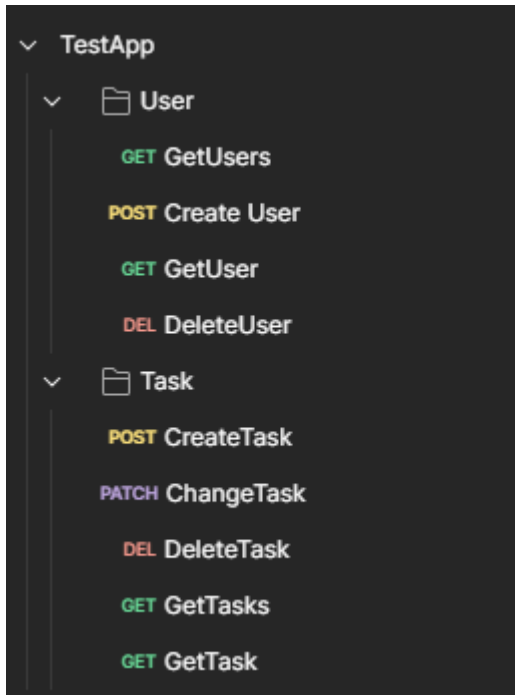 TestApp
User
GET GetUsers
POST Create User
GET GetUser
DEL DeleteUser
Task
POST CreateTask
PATCH ChangeTask
DEL DeleteTask
GET GetTasks
GET GetTask